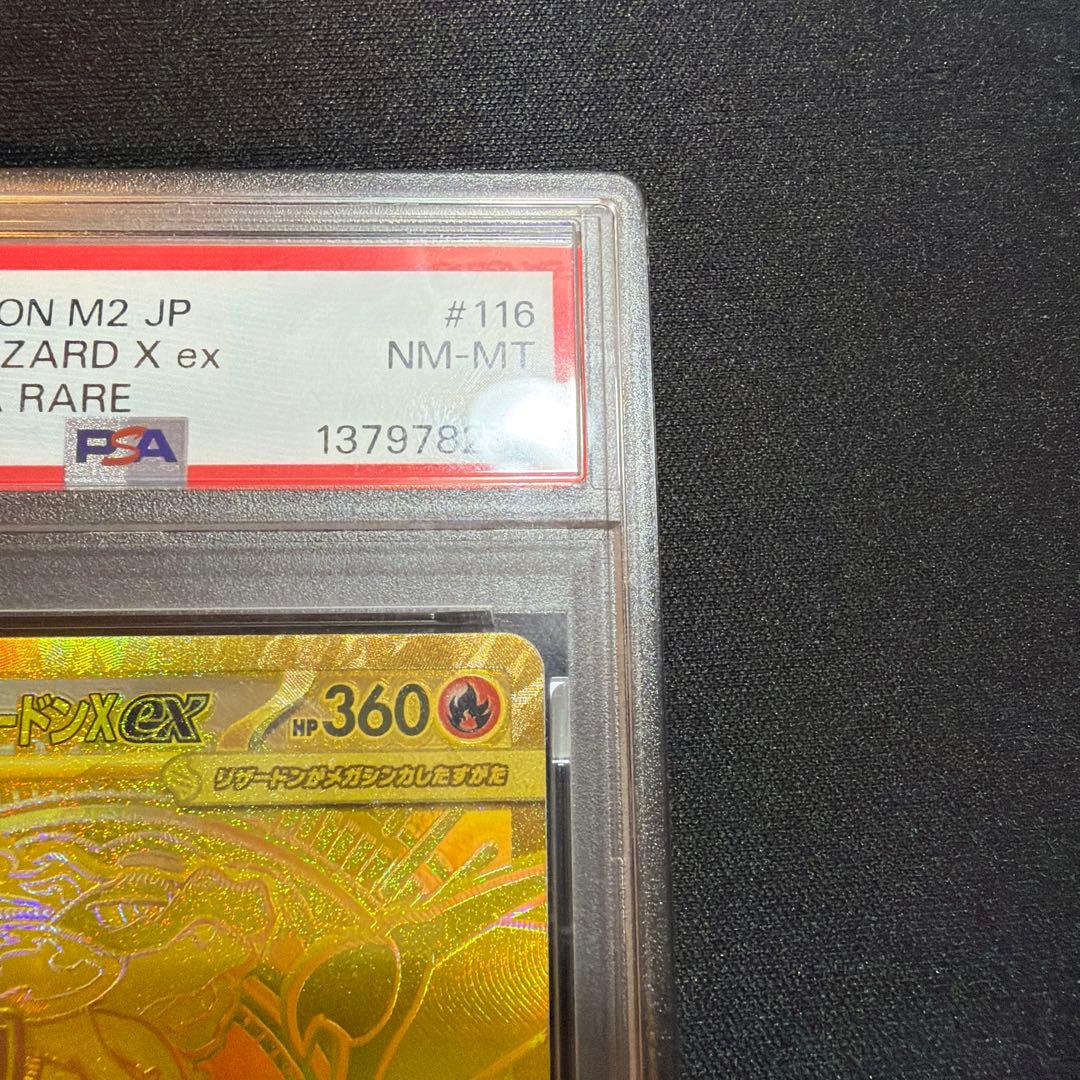 ON M2 JP #116
ZARD X ex NM-MT
RARE
PSA
1379782
ードンXex HP360
リザードンがメガシンカしたすがた